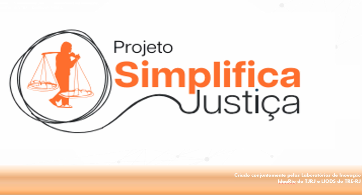 Projeto
Simplifica
Justiça
Criado conjuntamente pelos Laboratórios de Inovação